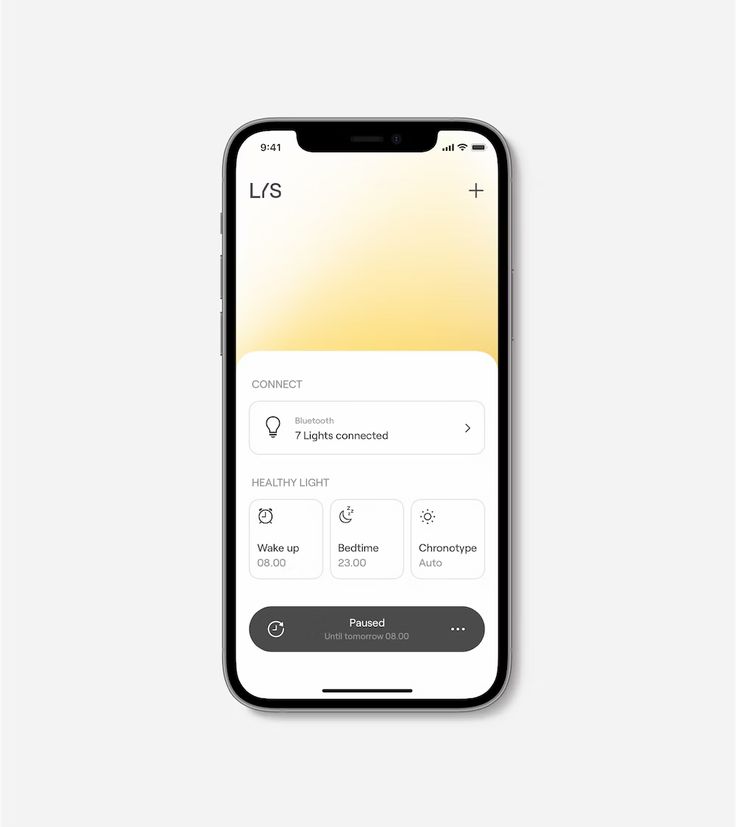 9:41
LYS
CONNECT
Bluetooth
7 Lights connected
HEALTHY LIGHT
Wake up
08.00
Bedtime
23.00
Chronotype
Auto
Paused
Until tomorrow 08.00